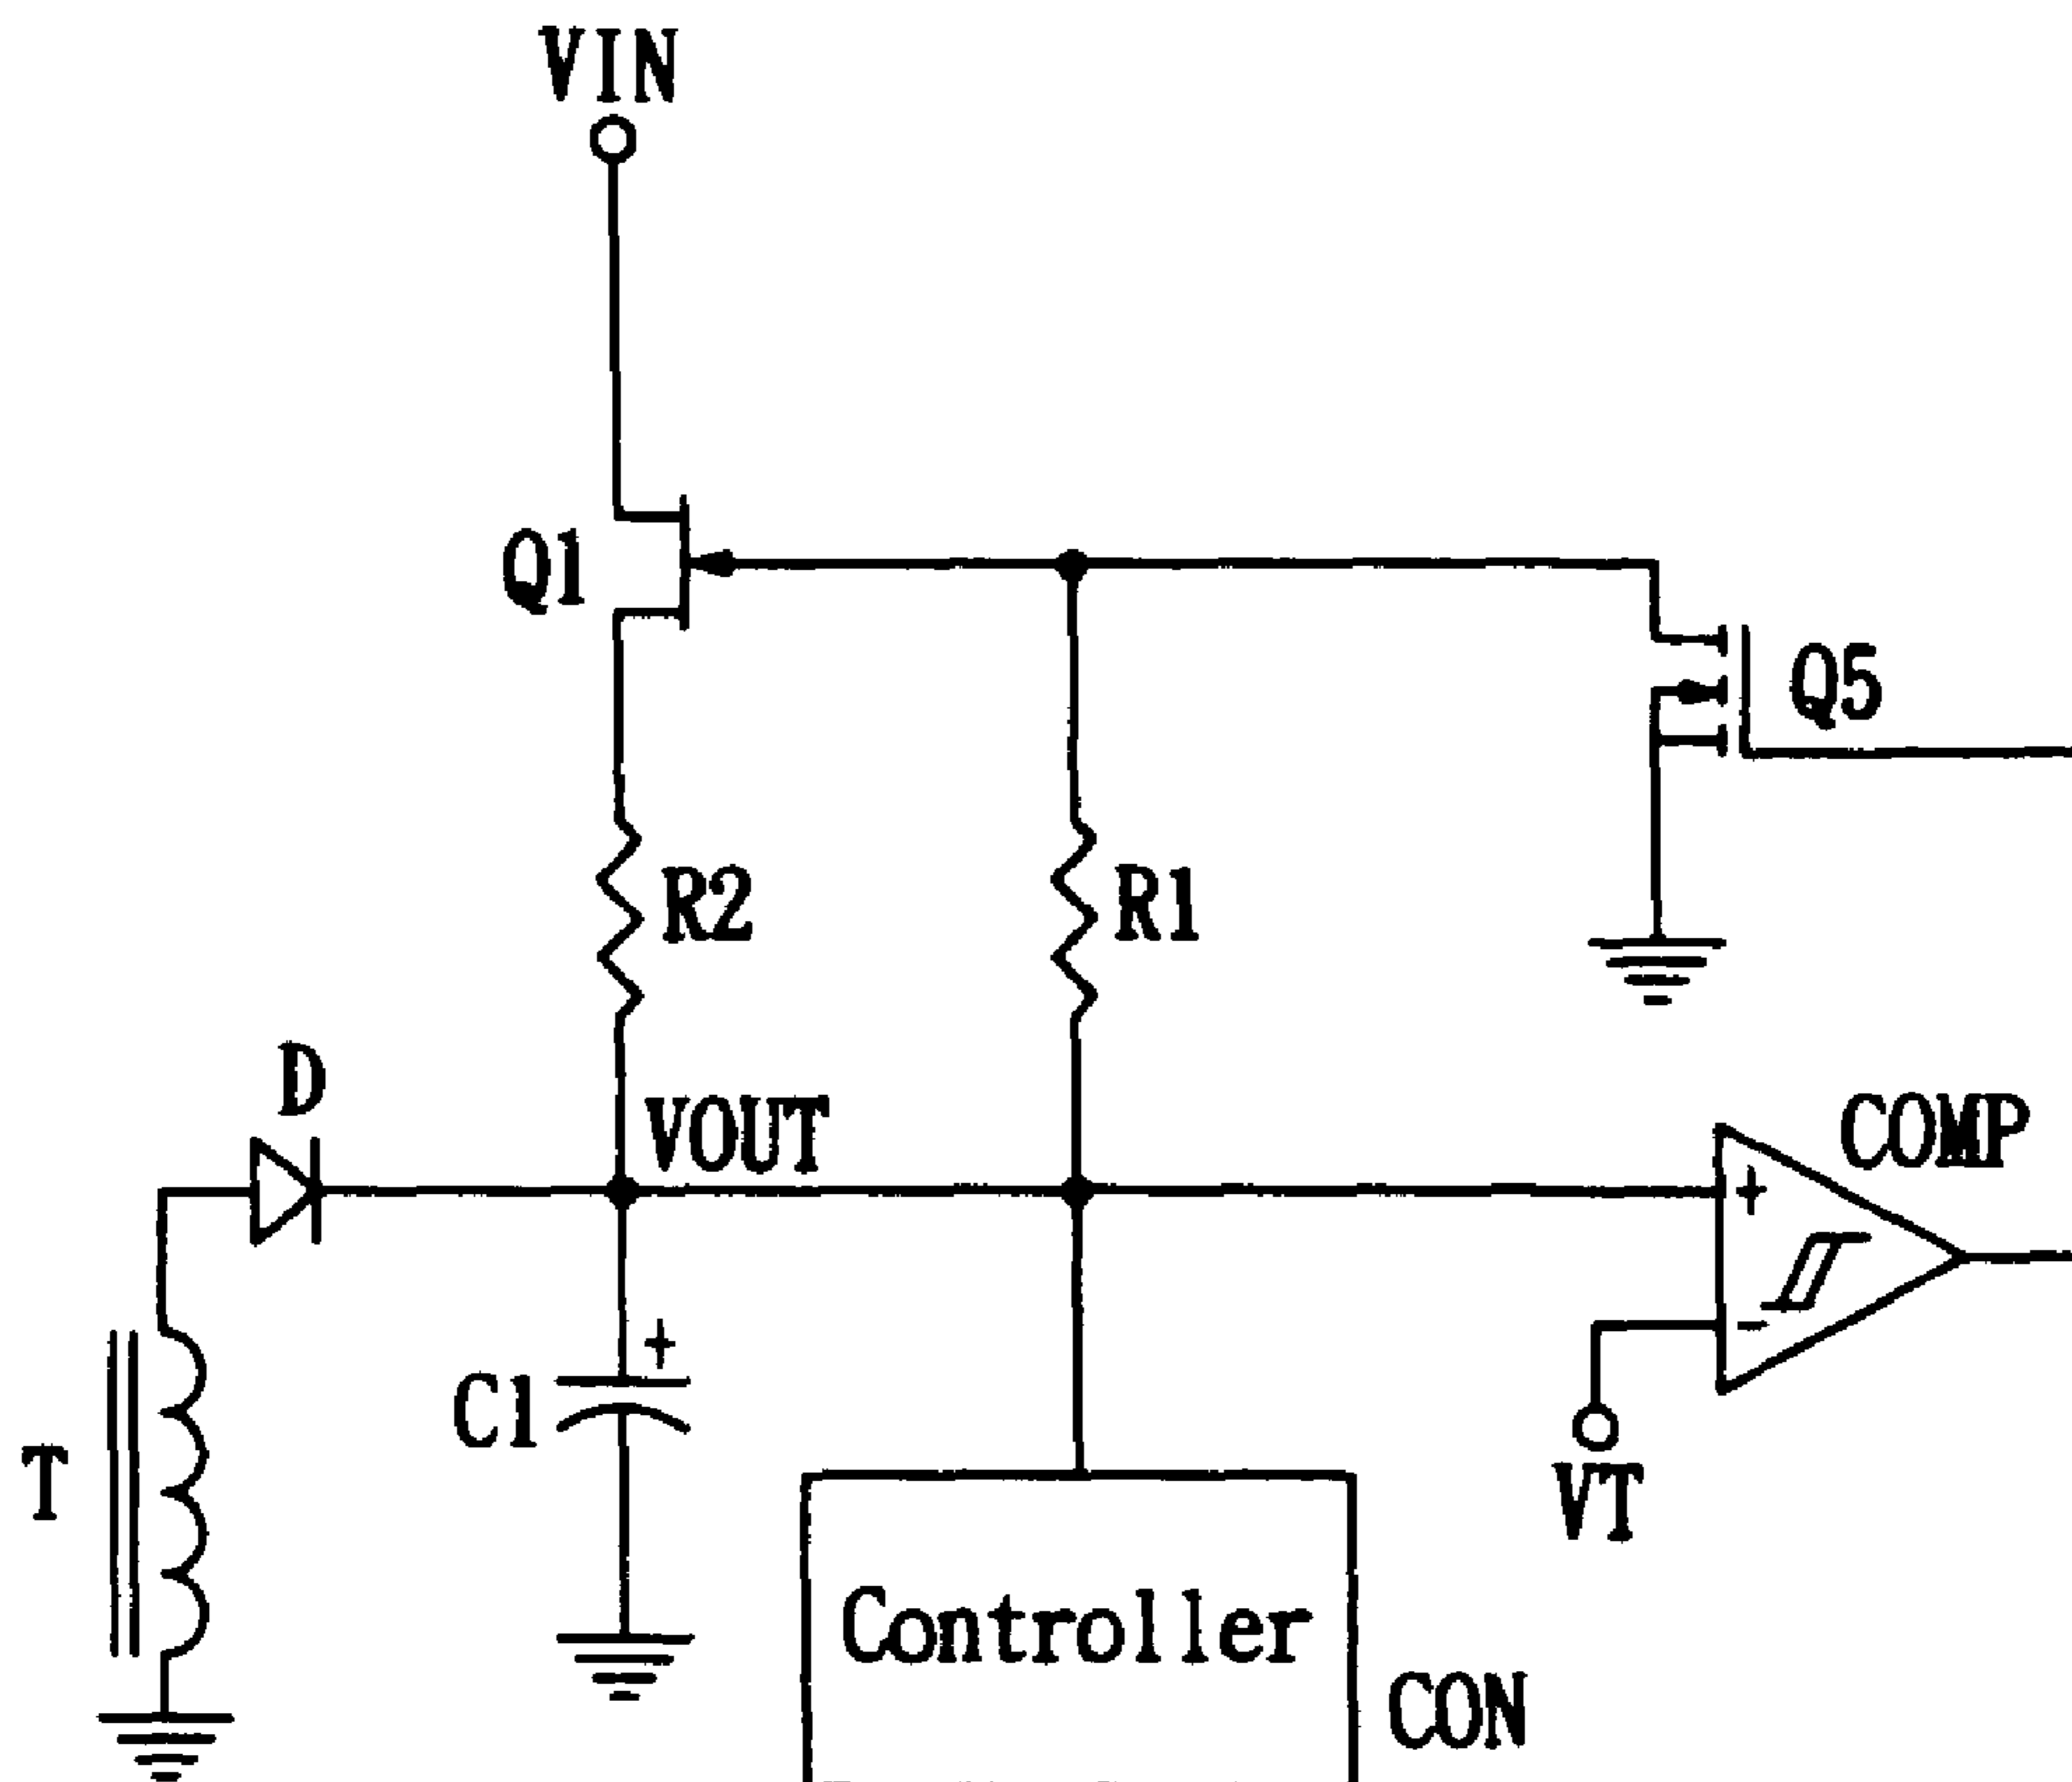 VIN
Q1
Q5
R2
R1
D
VOUT
COMP
+
-
+
C1
T
VT
Controller
CON